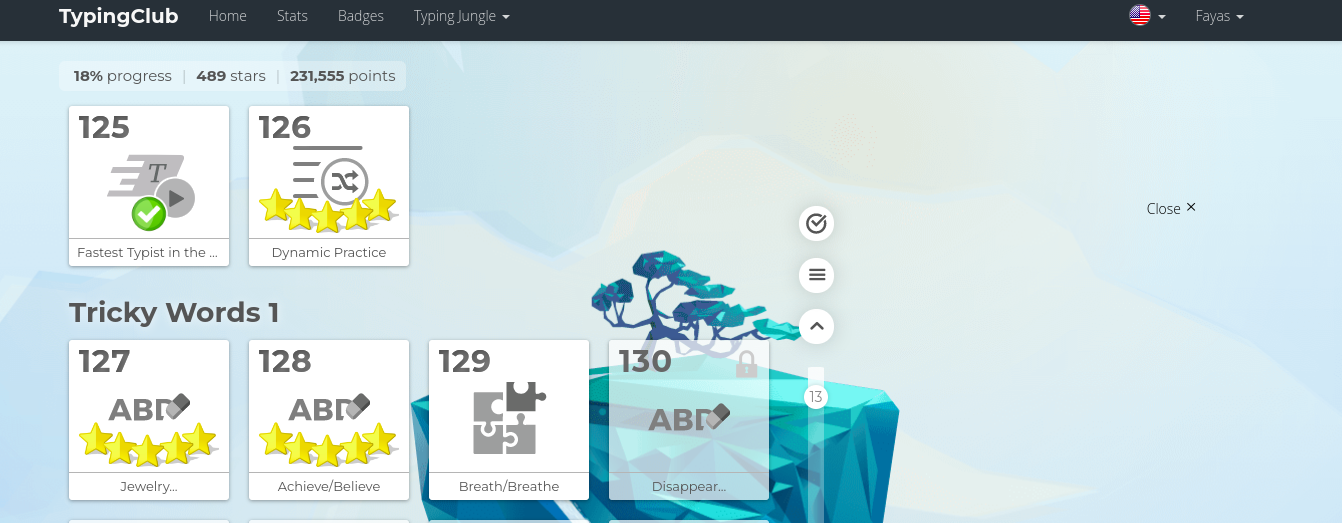 TypingClub Home Stats Badges Typing Jungle Fayas
18% progress | 489 stars | 231,555 points
125 126
T
Fastest Typist in the ... Dynamic Practice
Close ×
Tricky Words 1
127 128 129 130
ABD ABD ABD
13
Jewelry... Achieve/Believe Breath/Breathe Disappear...